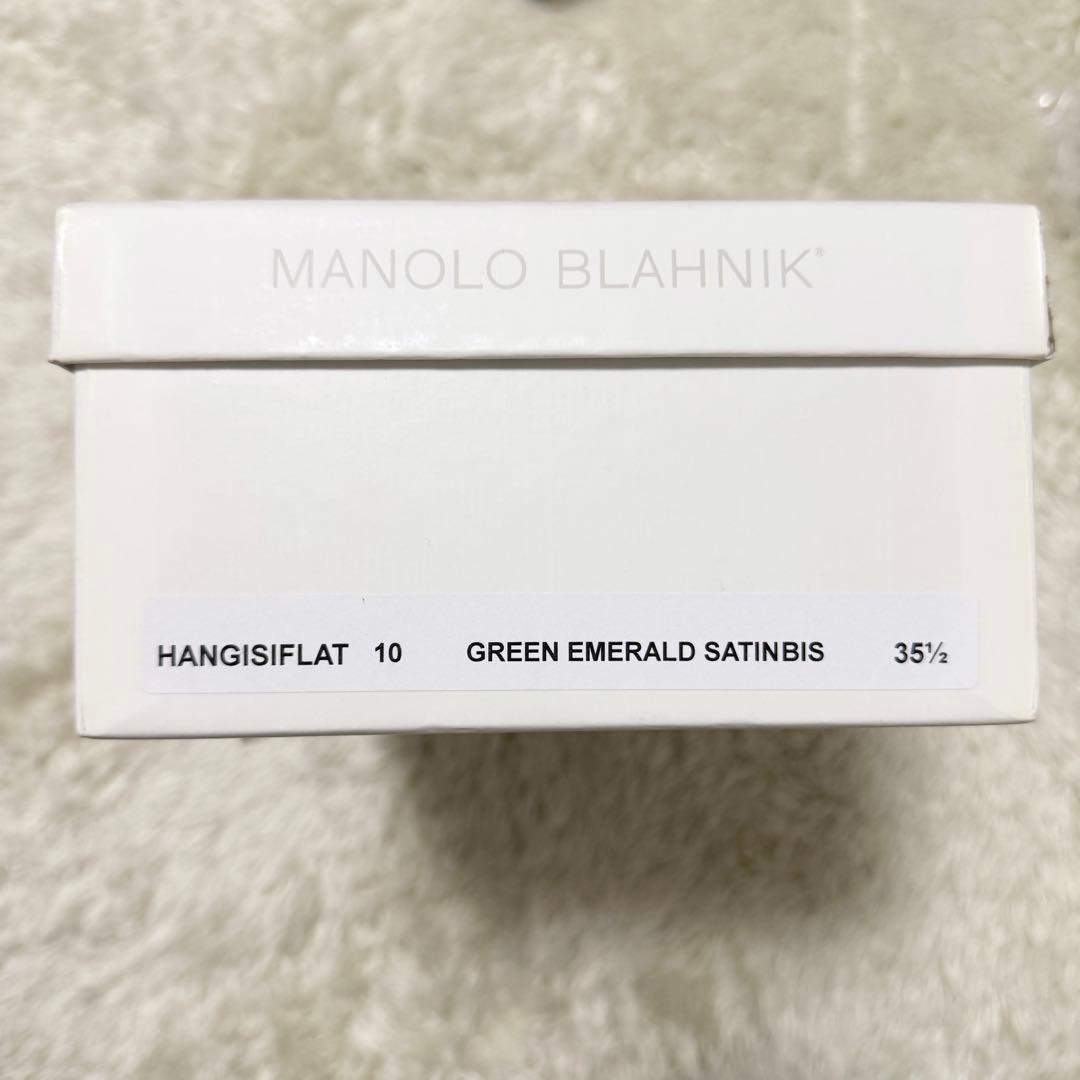 MANOLO BLAHNIK®
HANGISIFLAT 10 GREEN EMERALD SATINBIS 35½